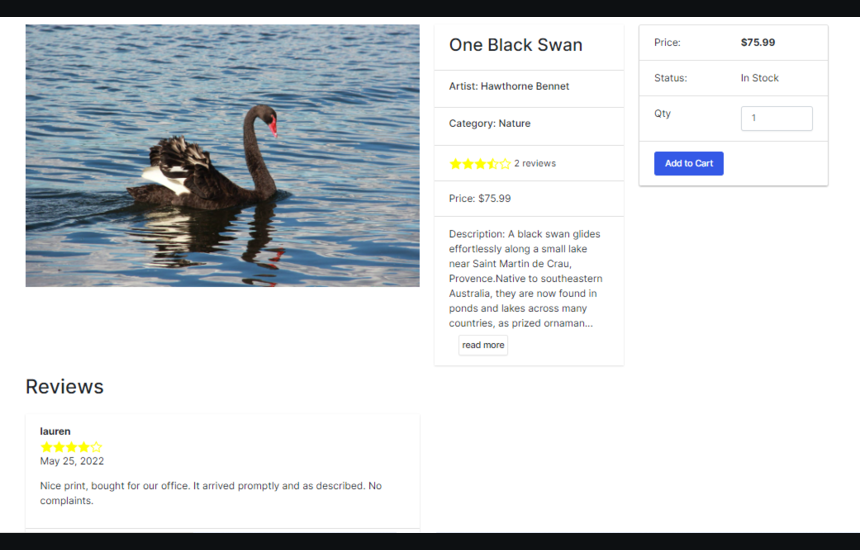 One Black Swan
Artist: Hawthorne Bennet
Category: Nature
2 reviews
Price: $75.99
Description: A black swan glides
effortlessly along a small lake
near Saint Martin de Crau,
Provence.Native to southeastern
Australia, they are now found in
ponds and lakes across many
countries, as prized ornaman...
read more
Price: $75.99
Status: In Stock
Qty 1
Add to Cart
Reviews
lauren
May 25, 2022
Nice print, bought for our office. It arrived promptly and as described. No
complaints.